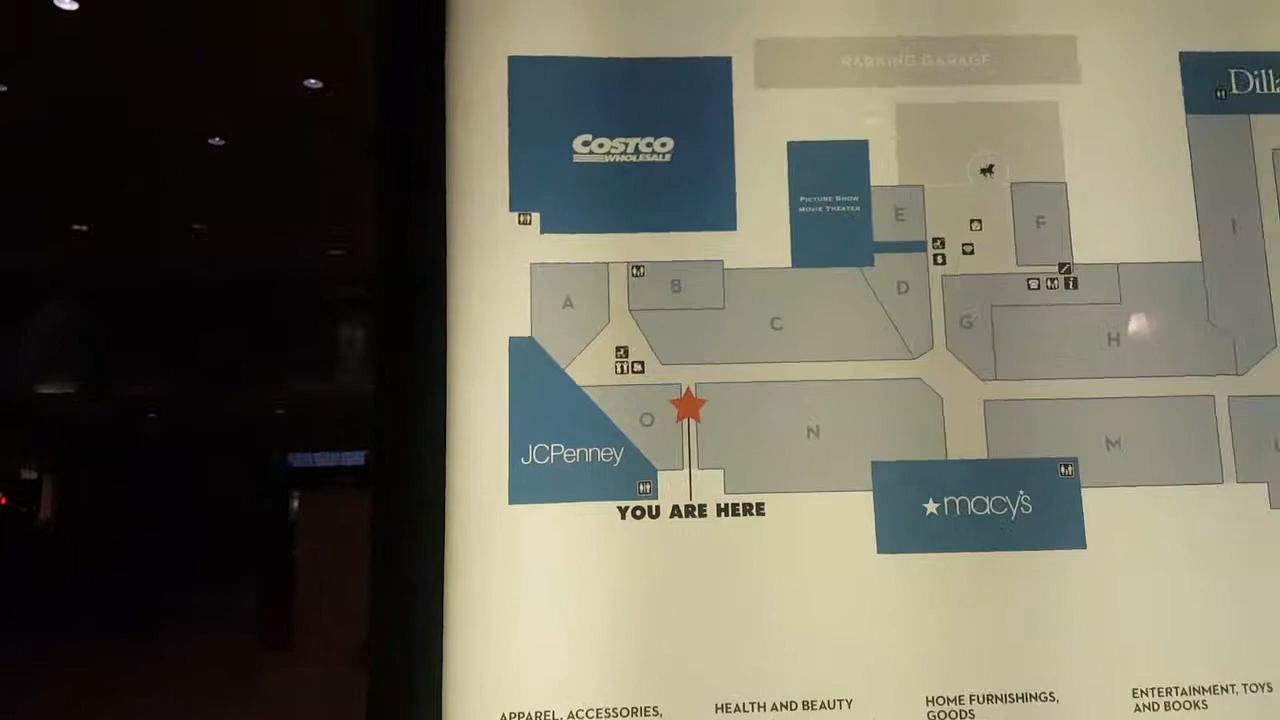 PARKING GARAGE
COSTCO
WHOLESALE
Dilla
PICTURE SHOW
MOVIE THEATER
E
F
I
A
B
C
D
G
H
O
N
M
JCPenney
macy's
YOU ARE HERE
APPAREL, ACCESSORIES,
HEALTH AND BEAUTY
HOME FURNISHINGS,
GOODS
ENTERTAINMENT, TOYS
AND BOOKS